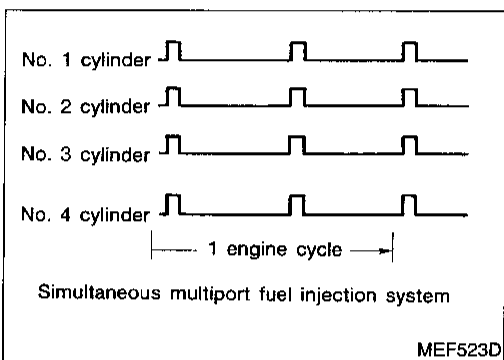 No. 1 cylinder
No. 2 cylinder
No. 3 cylinder
No. 4 cylinder
1 engine cycle
Simultaneous multiport fuel injection system
MEF523D